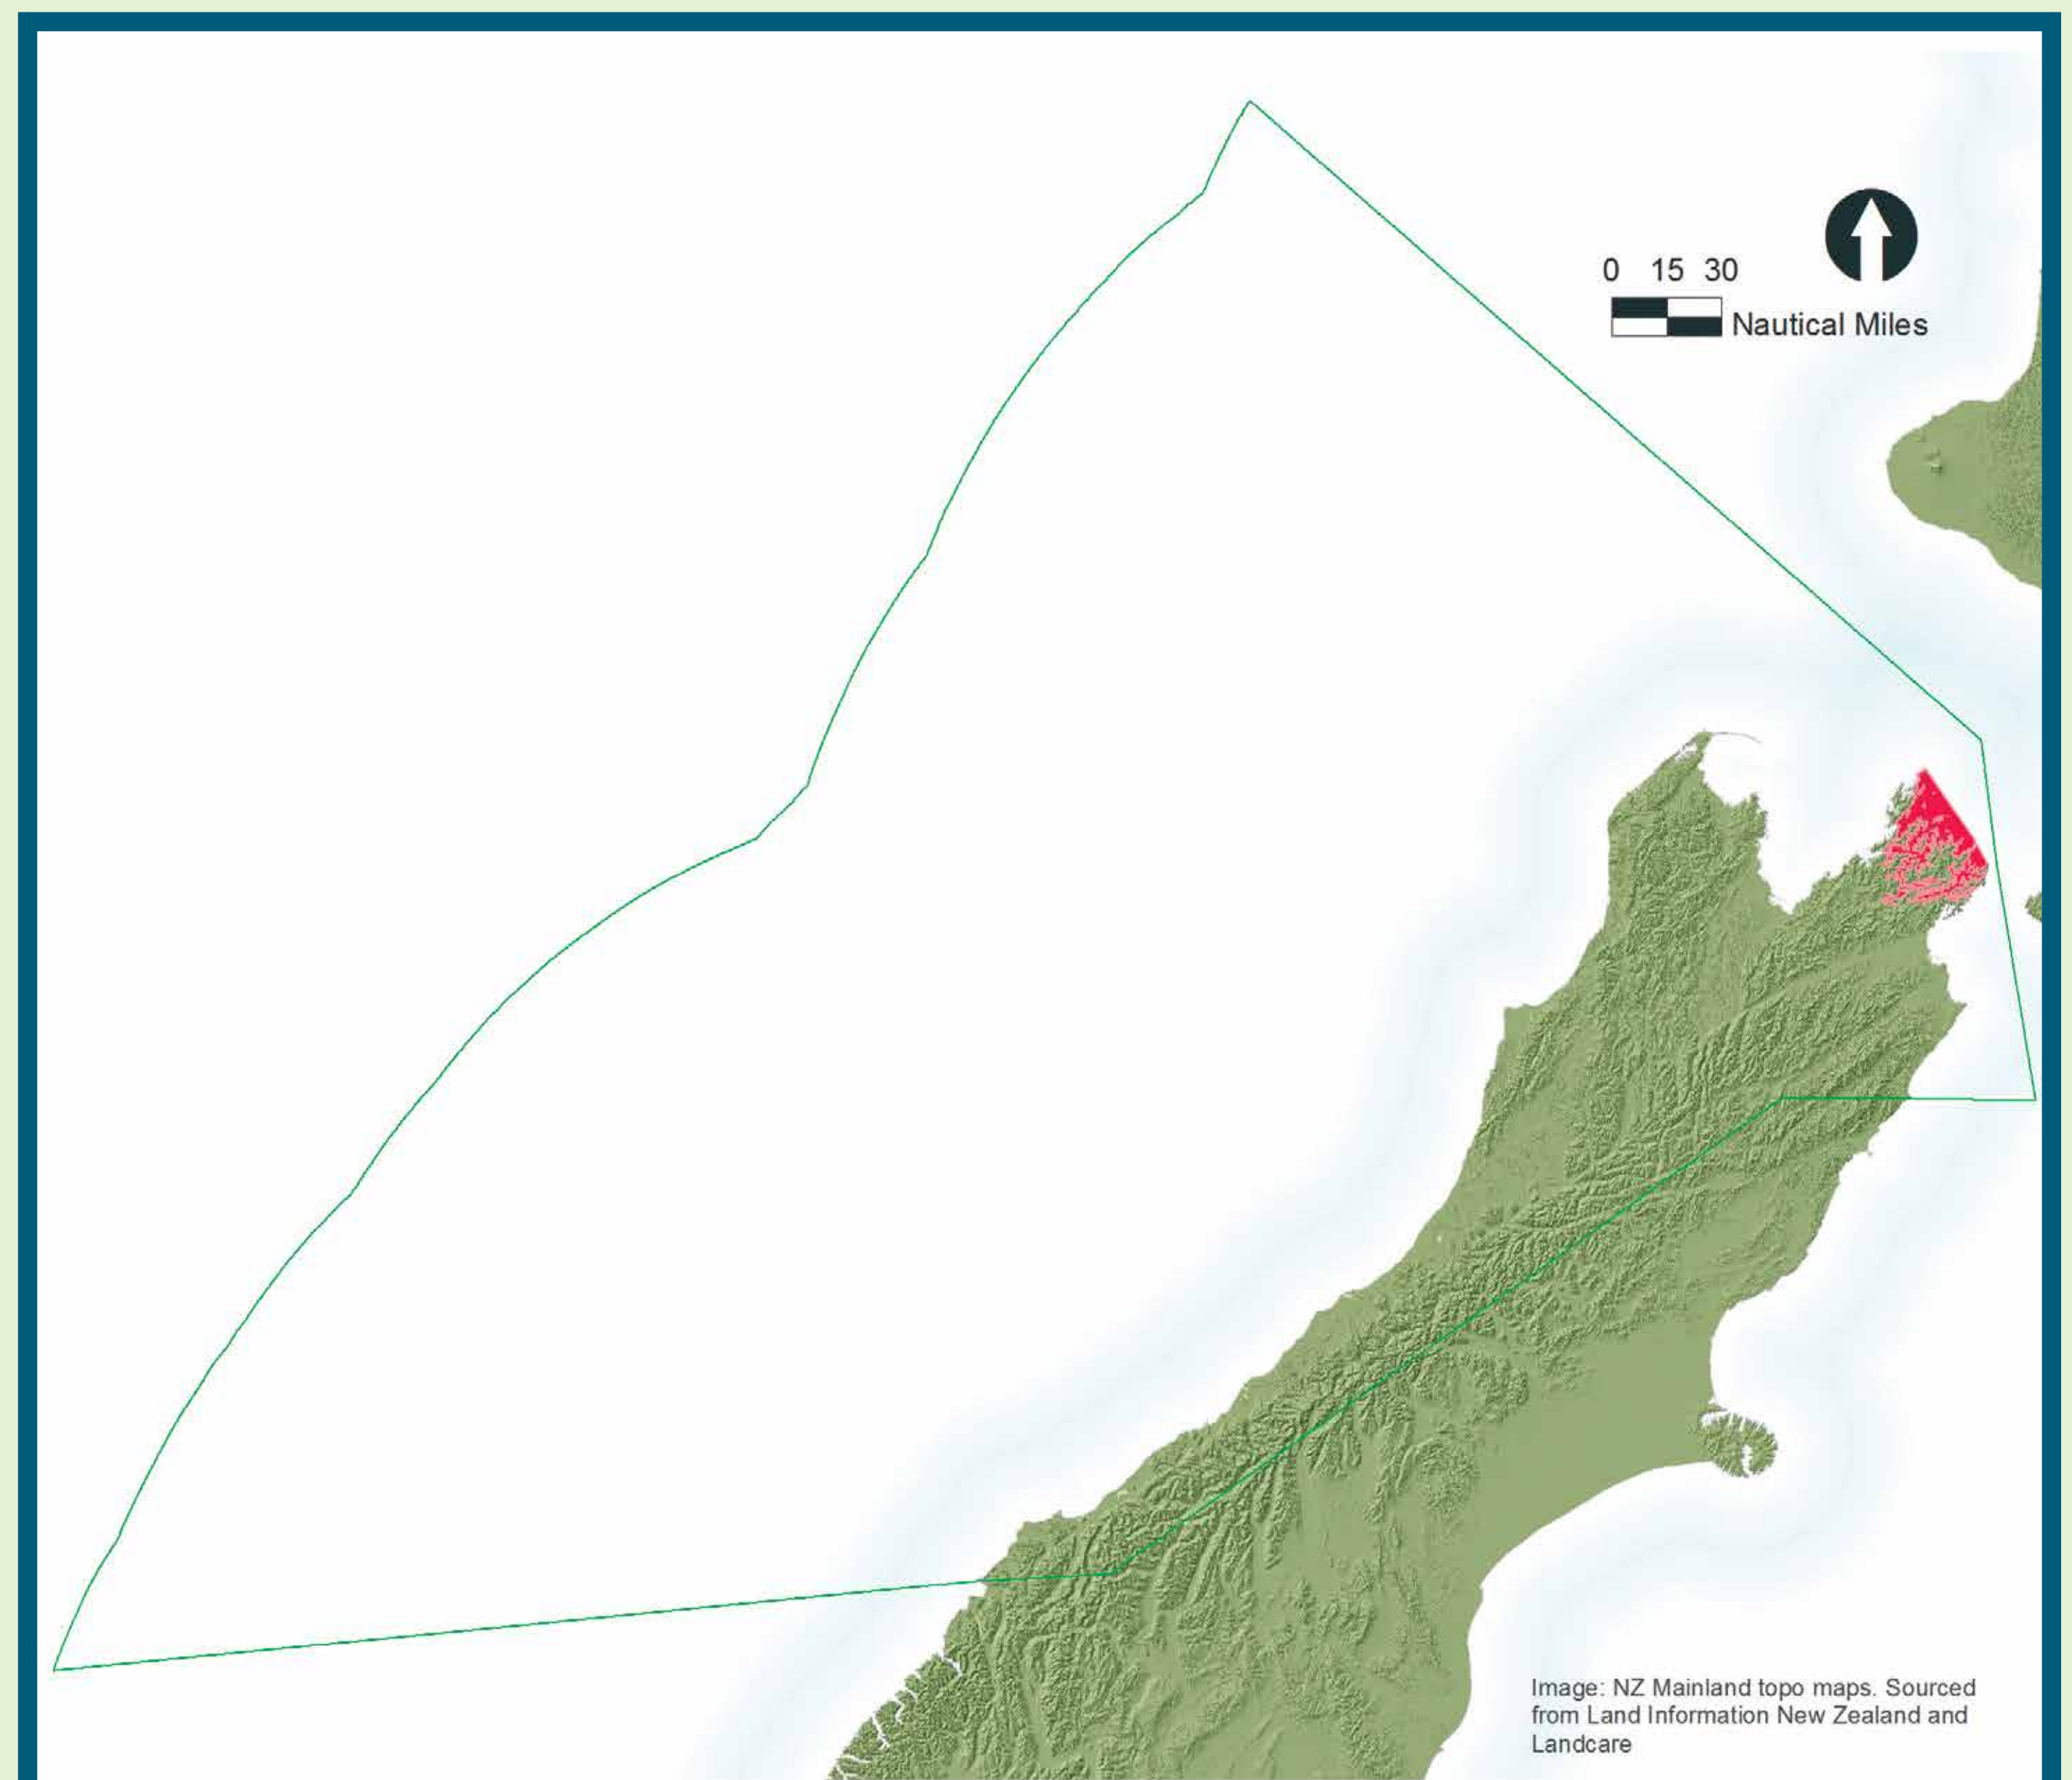 0 15 30
Nautical Miles
Image: NZ Mainland topo maps. Sourced
from Land Information New Zealand and
Landcare